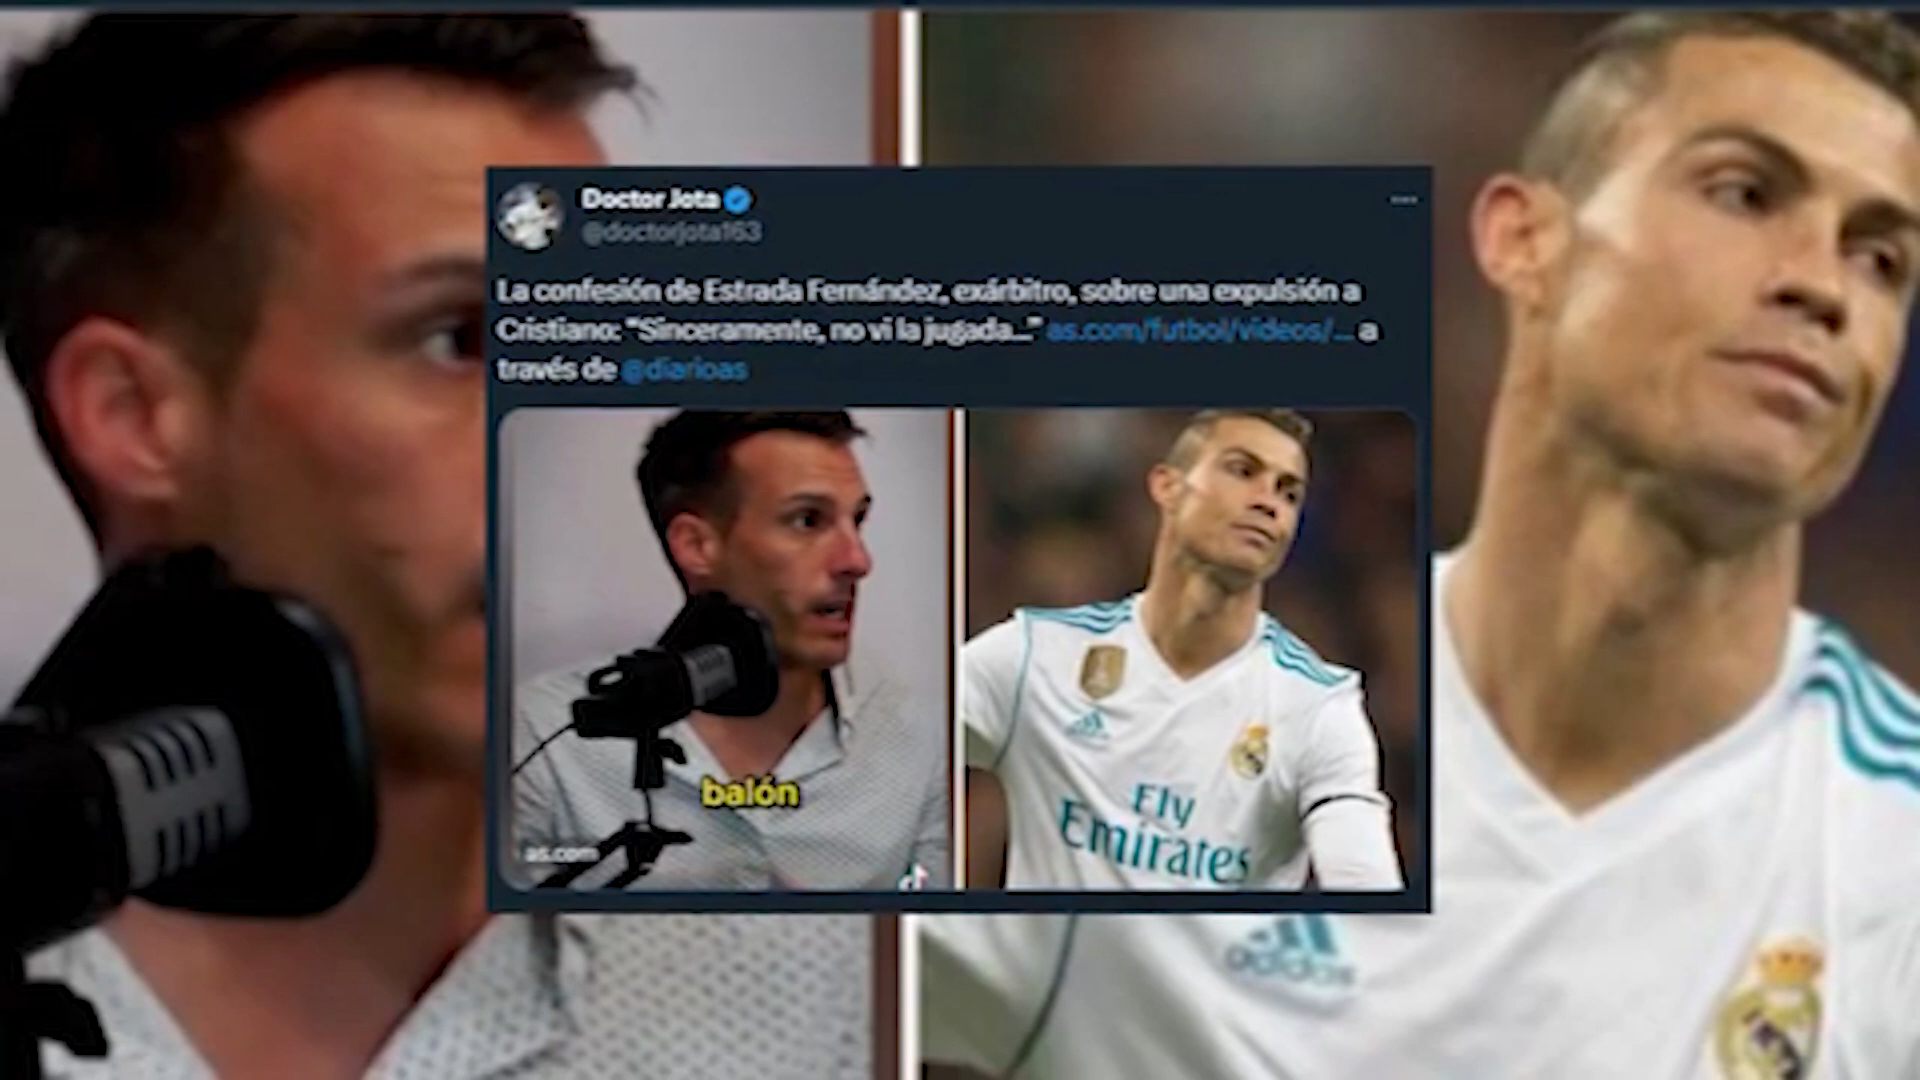 Doctor Jota
@doctorjota163
La confesión de Estrada Fernández, exárbitro, sobre una expulsión a
Cristiano: "Sinceramente, no vi la jugada..." as.com/futbol/videos/... a
través de @diarioas
balón
as.com
Fly
Emirates
adidas